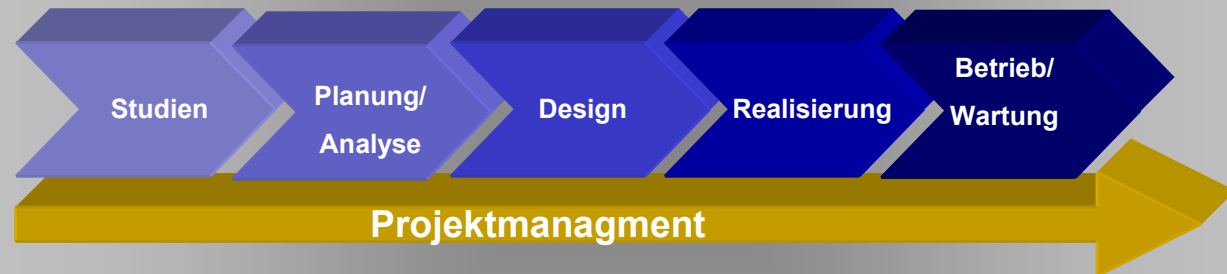 Studien
Planung/
Analyse
Design
Realisierung
Betrieb/
Wartung
Projektmanagment